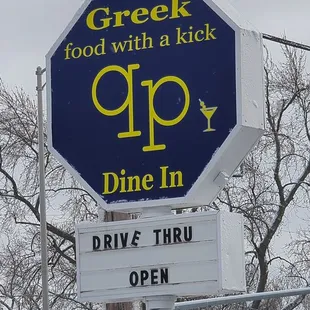 Greek
food with a kick
qp
Dine In
DRIVE THRU
OPEN